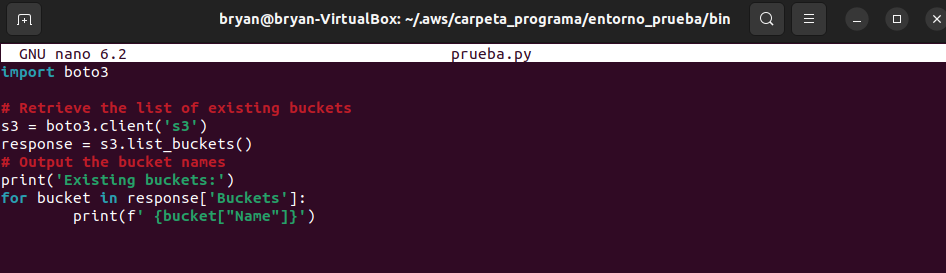 bryan@bryan-VirtualBox: ~/.aws/carpeta_programa/entorno_prueba/bin
GNU nano 6.2 prueba.py
import boto3
# Retrieve the list of existing buckets
s3 = boto3.client('s3')
response = s3.list_buckets()
# Output the bucket names
print('Existing buckets:')
for bucket in response['Buckets']:
        print(f' {bucket["Name"]}')